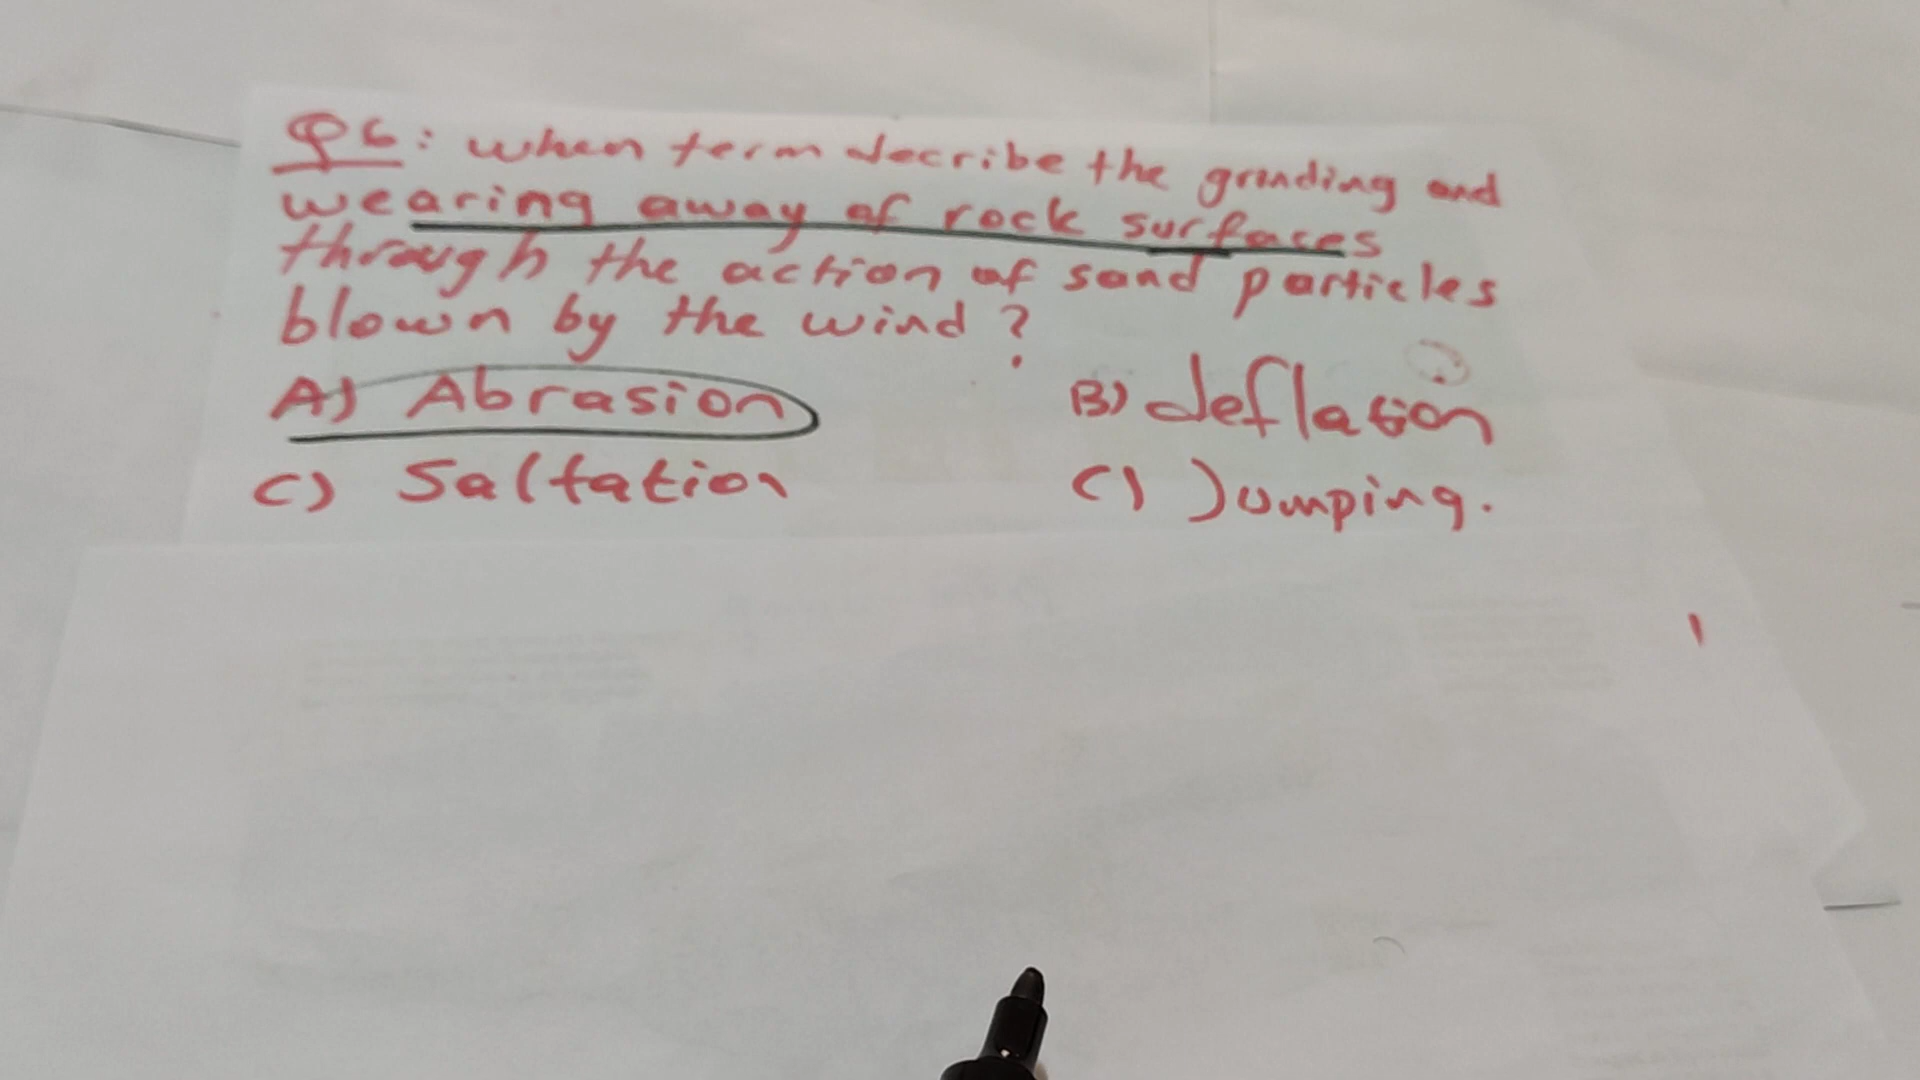 Q6: when term decribe the grinding and
wearing away of rock surfaces
through the action of sand particles
blown by the wind ?
A) Abrasion B) deflation
C) Saltation C) Jumping.